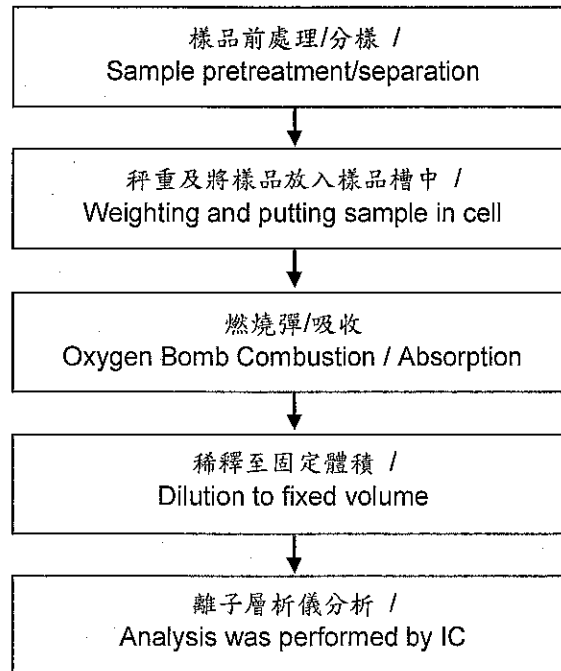 樣品前處理/分樣 /
Sample pretreatment/separation
秤重及將樣品放入樣品槽中 /
Weighting and putting sample in cell
燃燒彈/吸收
Oxygen Bomb Combustion / Absorption
稀釋至固定體積 /
Dilution to fixed volume
離子層析儀分析 /
Analysis was performed by IC